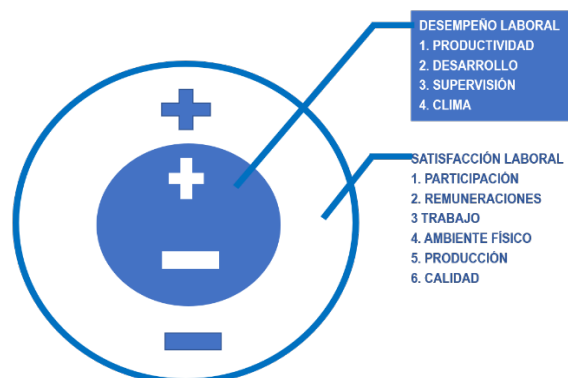 DESEMPEÑO LABORAL
1. PRODUCTIVIDAD
2. DESARROLLO
3. SUPERVISIÓN
4. CLIMA
SATISFACCIÓN LABORAL
1. PARTICIPACIÓN
2. REMUNERACIONES
3 TRABAJO
4. AMBIENTE FÍSICO
5. PRODUCCIÓN
6. CALIDAD